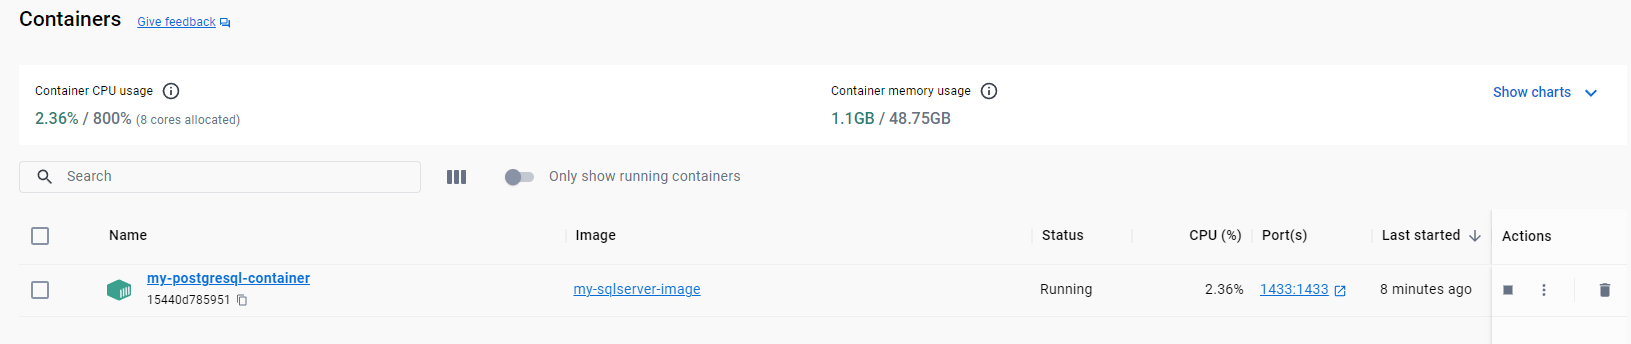 Containers Give feedback
Container CPU usage
2.36% / 800% (8 cores allocated)
Container memory usage
1.1GB / 48.75GB
Show charts
Search
Only show running containers
Name Image Status CPU (%) Port(s) Last started Actions
my-postgresql-container
15440d785951
my-sqlserver-image Running 2.36% 1433:1433 8 minutes ago